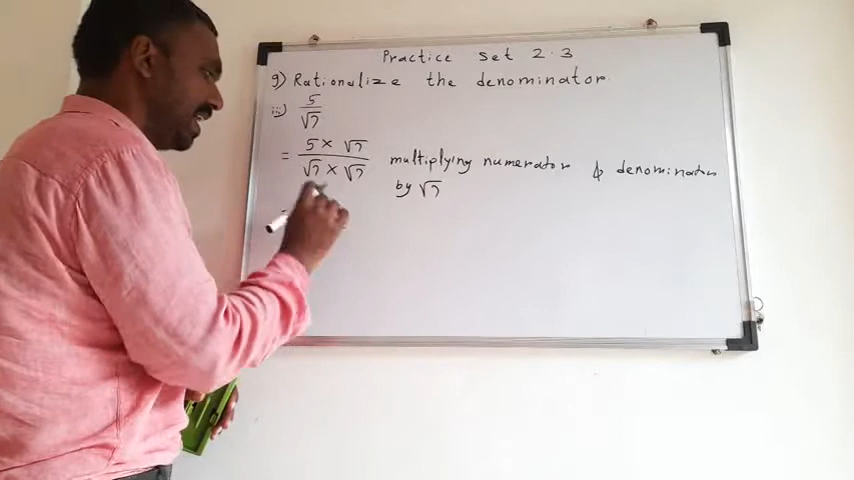 Practice set 2.3
9) Rationalize the denominator.
iii) 5/√7
= 5 × √7 / √7 × √7 multiplying numerator & denominator
by √7